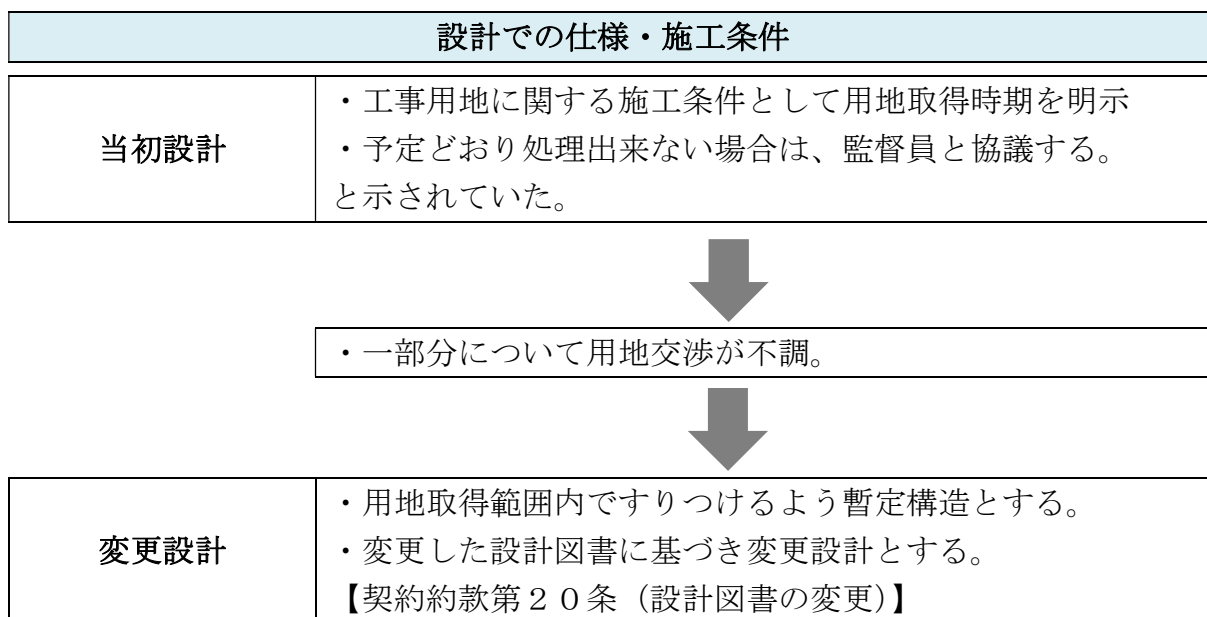 設計での仕様・施工条件
当初設計
・工事用地に関する施工条件として用地取得時期を明示
・予定どおり処理出来ない場合は、監督員と協議する。
と示されていた。
・一部分について用地交渉が不調。
変更設計
・用地取得範囲内ですりつけるよう暫定構造とする。
・変更した設計図書に基づき変更設計とする。
【契約約款第２０条（設計図書の変更）】